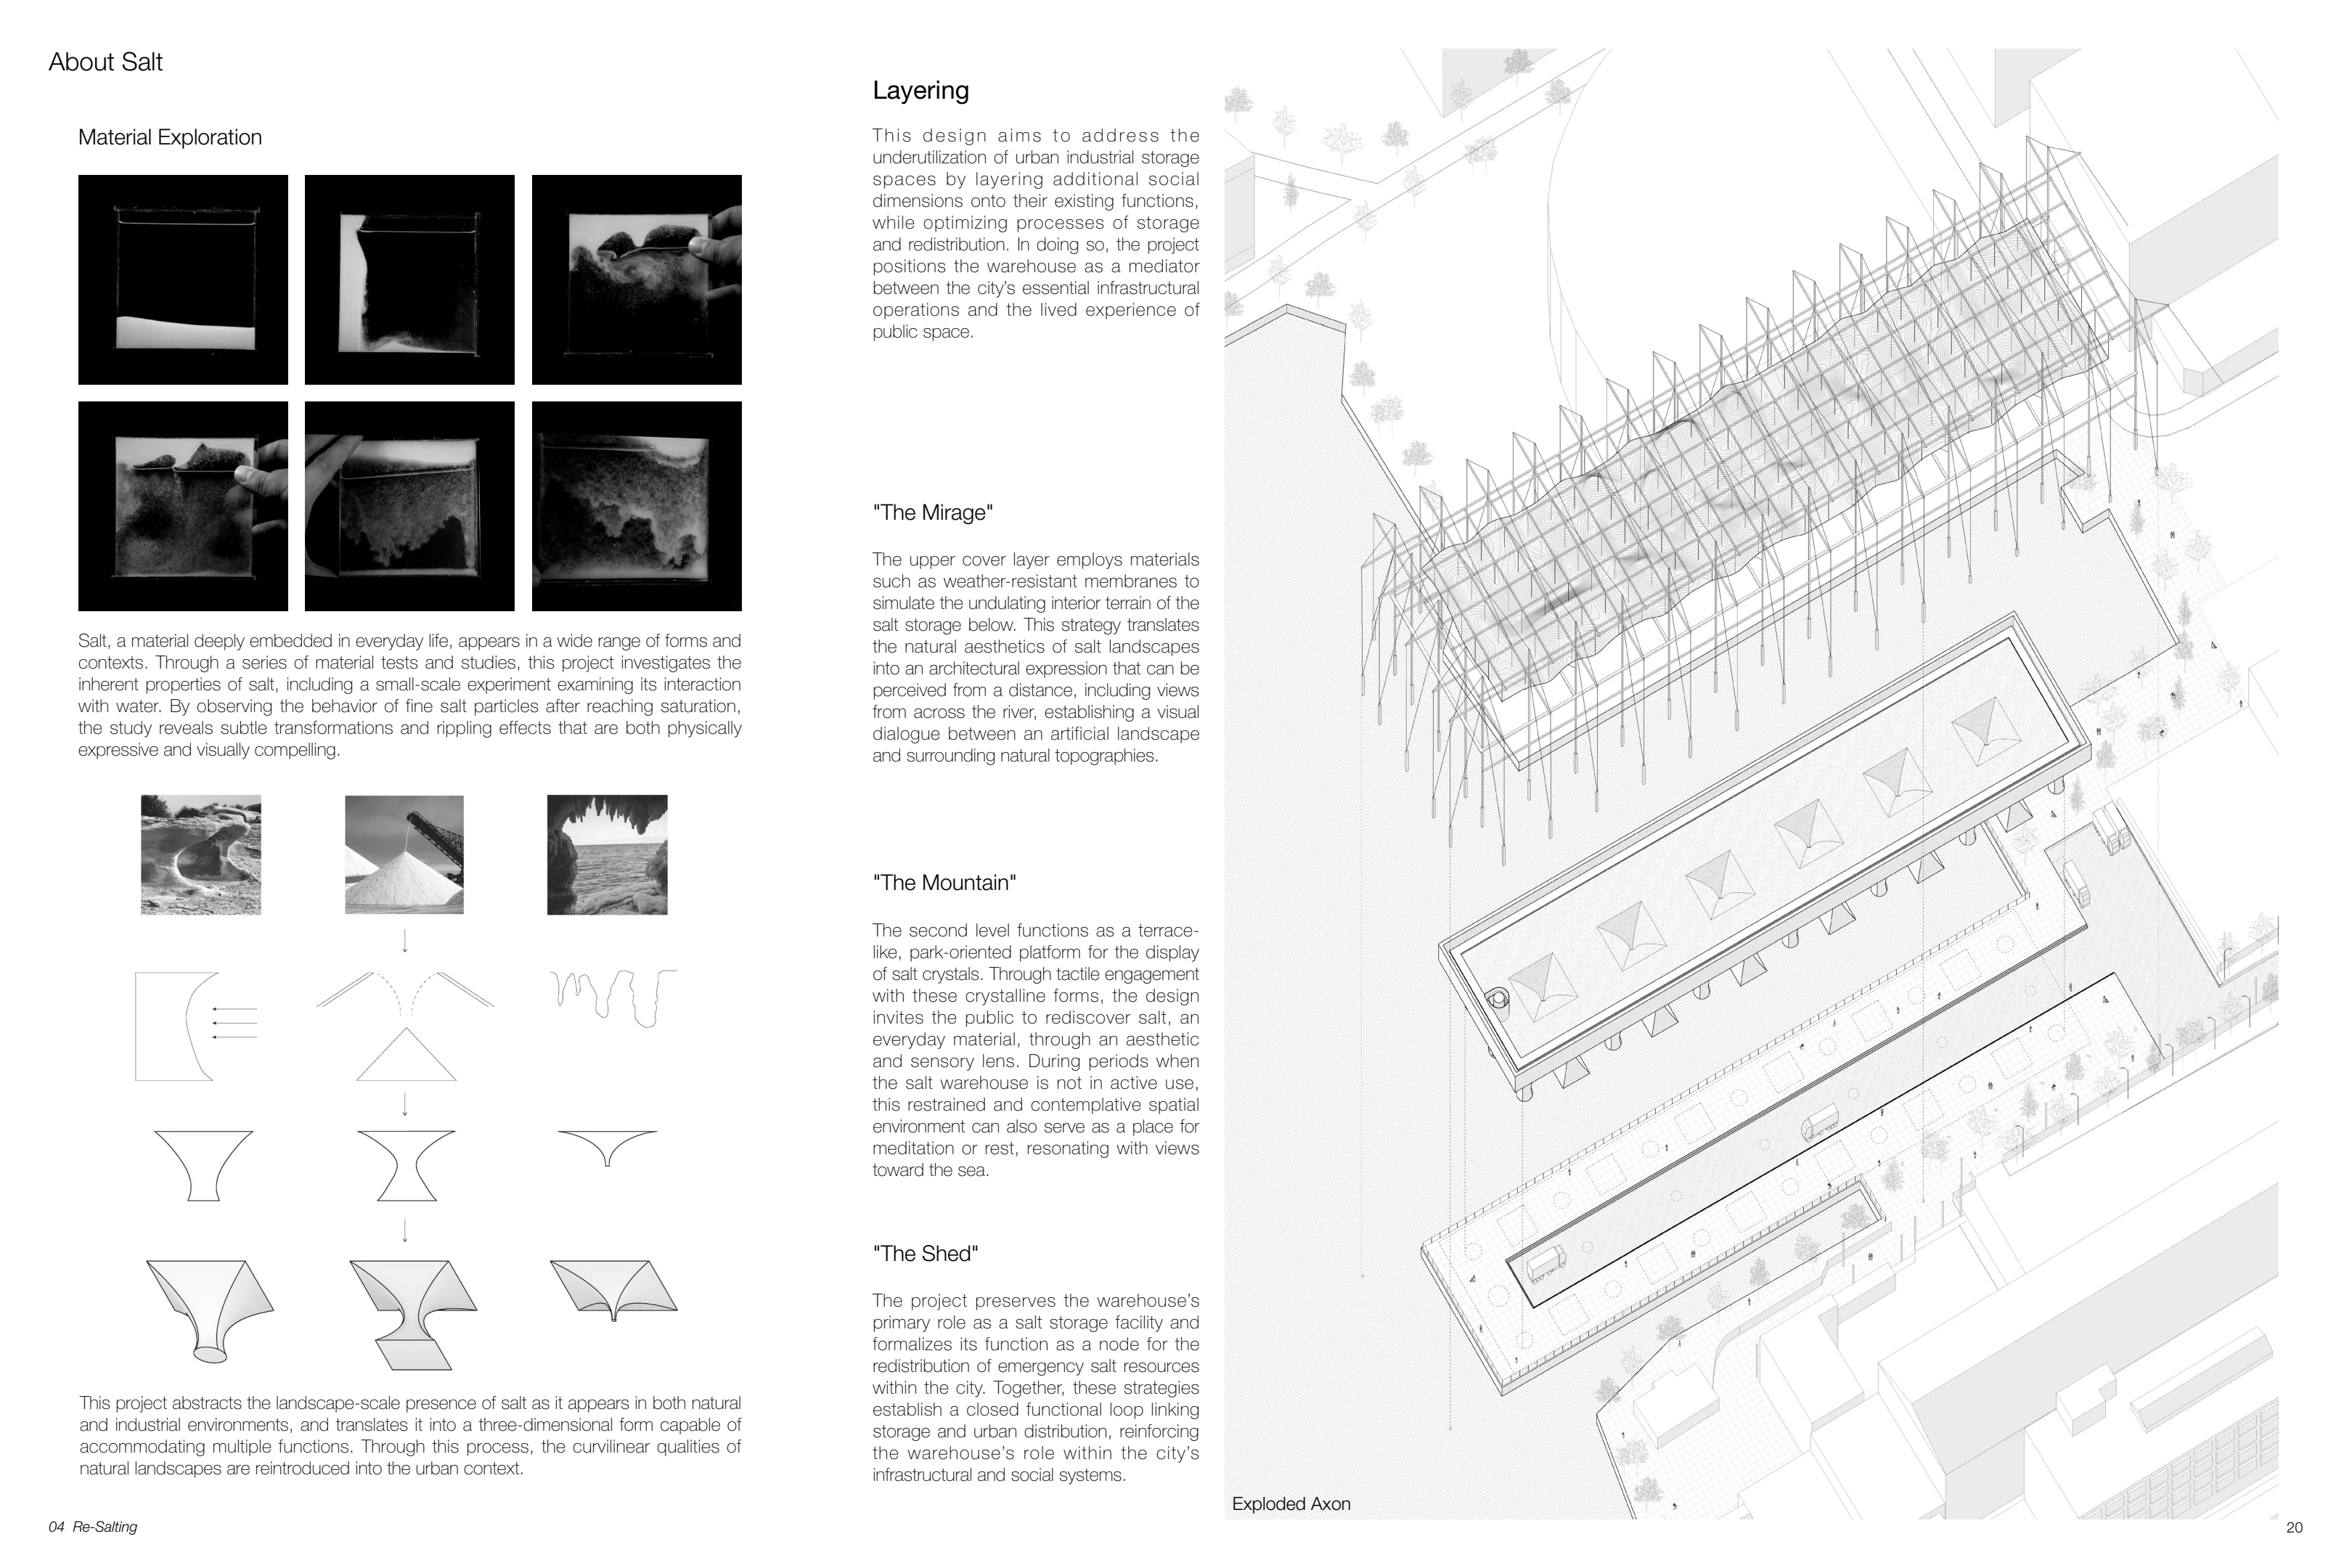 About Salt
Material Exploration
Salt, a material deeply embedded in everyday life, appears in a wide range of forms and
contexts. Through a series of material tests and studies, this project investigates the
inherent properties of salt, including a small-scale experiment examining its interaction
with water. By observing the behavior of fine salt particles after reaching saturation,
the study reveals subtle transformations and rippling effects that are both physically
expressive and visually compelling.
This project abstracts the landscape-scale presence of salt as it appears in both natural
and industrial environments, and translates it into a three-dimensional form capable of
accommodating multiple functions. Through this process, the curvilinear qualities of
natural landscapes are reintroduced into the urban context.
04 Re-Salting
Layering
This design aims to address the
underutilization of urban industrial storage
spaces by layering additional social
dimensions onto their existing functions,
while optimizing processes of storage
and redistribution. In doing so, the project
positions the warehouse as a mediator
between the city's essential infrastructural
operations and the lived experience of
public space.
"The Mirage"
The upper cover layer employs materials
such as weather-resistant membranes to
simulate the undulating interior terrain of the
salt storage below. This strategy translates
the natural aesthetics of salt landscapes
into an architectural expression that can be
perceived from a distance, including views
from across the river, establishing a visual
dialogue between an artificial landscape
and surrounding natural topographies.
"The Mountain"
The second level functions as a terrace-
like, park-oriented platform for the display
of salt crystals. Through tactile engagement
with these crystalline forms, the design
invites the public to rediscover salt, an
everyday material, through an aesthetic
and sensory lens. During periods when
the salt warehouse is not in active use,
this restrained and contemplative spatial
environment can also serve as a place for
meditation or rest, resonating with views
toward the sea.
"The Shed"
The project preserves the warehouse's
primary role as a salt storage facility and
formalizes its function as a node for the
redistribution of emergency salt resources
within the city. Together, these strategies
establish a closed functional loop linking
storage and urban distribution, reinforcing
the warehouse's role within the city's
infrastructural and social systems.
Exploded Axon
20